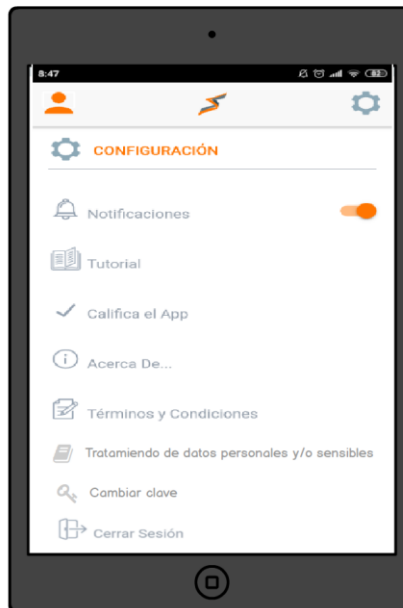 8:47
82
CONFIGURACIÓN
Notificaciones
Tutorial
Califica el App
Acerca De...
Términos y Condiciones
Tratamiendo de datos personales y/o sensibles
Cambiar clave
Cerrar Sesión